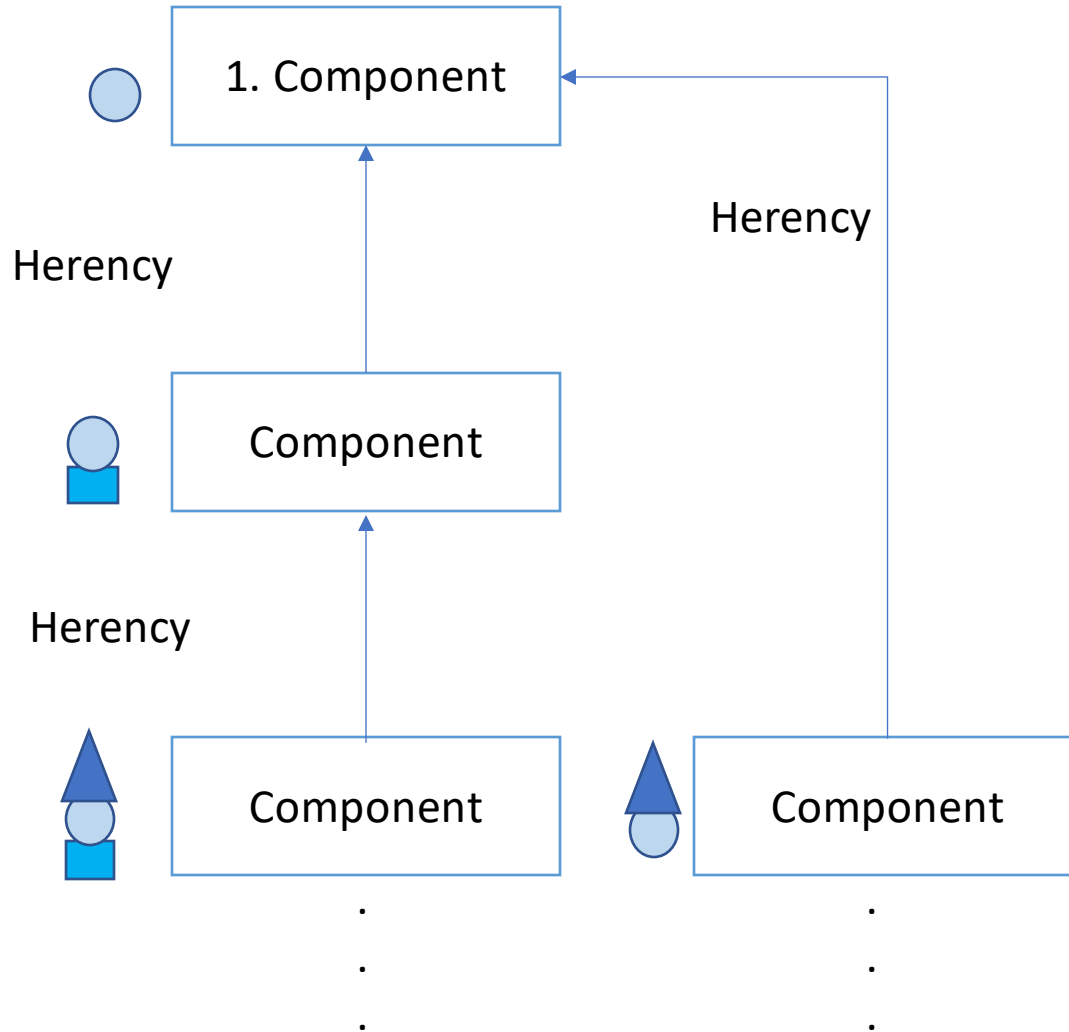 1. Component
Herency
Herency
Component
Herency
Component
Component
.
.
.
.
.
.